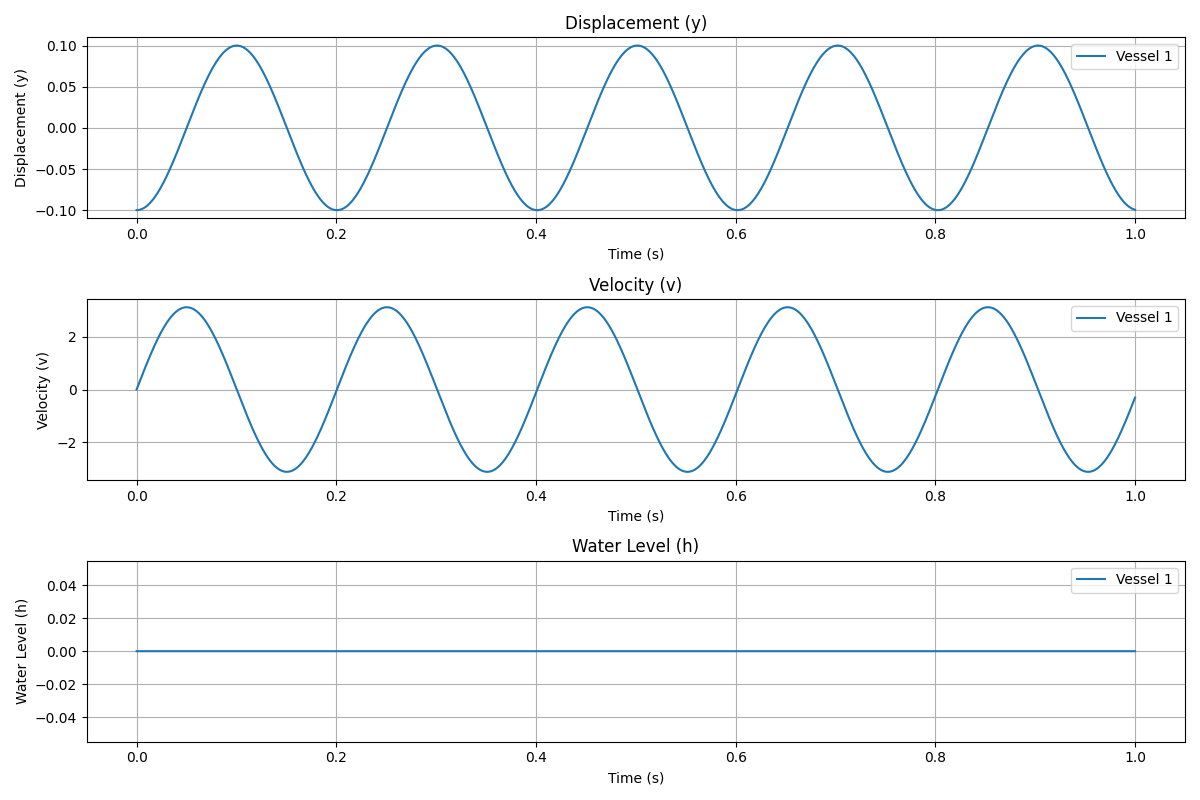 Displacement (y)
Displacement (y)
0.10
0.05
0.00
−0.05
−0.10
Vessel 1
0.0 0.2 0.4 0.6 0.8 1.0
Time (s)
Velocity (v)
Velocity (v)
2
0
−2
Vessel 1
0.0 0.2 0.4 0.6 0.8 1.0
Time (s)
Water Level (h)
Water Level (h)
0.04
0.02
0.00
−0.02
−0.04
Vessel 1
0.0 0.2 0.4 0.6 0.8 1.0
Time (s)